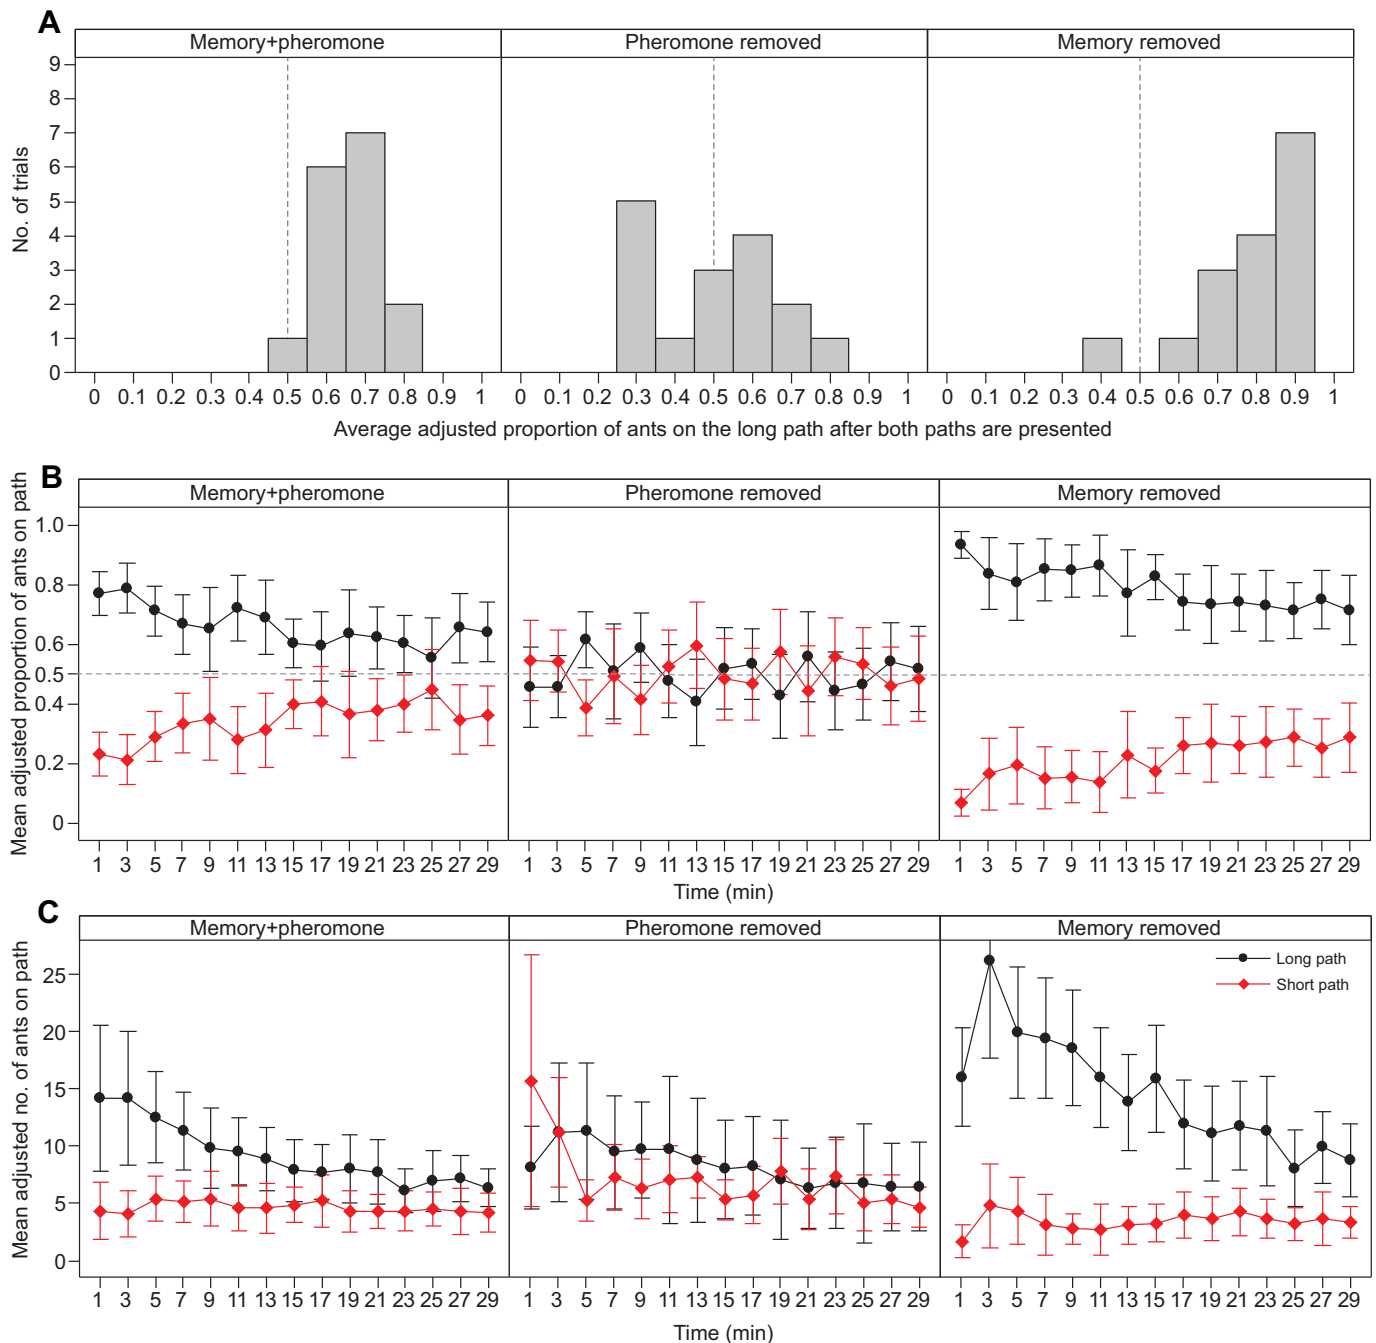 A
Memory+pheromone Pheromone removed Memory removed
No. of trials
9
8
7
6
5
4
3
2
1
0
0 0.1 0.2 0.3 0.4 0.5 0.6 0.7 0.8 0.9 1 0 0.1 0.2 0.3 0.4 0.5 0.6 0.7 0.8 0.9 1 0 0.1 0.2 0.3 0.4 0.5 0.6 0.7 0.8 0.9 1
Average adjusted proportion of ants on the long path after both paths are presented
B
Memory+pheromone Pheromone removed Memory removed
Mean adjusted proportion of ants on path
1.0
0.8
0.6
0.5
0.4
0.2
0
1 3 5 7 9 11 13 15 17 19 21 23 25 27 29 1 3 5 7 9 11 13 15 17 19 21 23 25 27 29 1 3 5 7 9 11 13 15 17 19 21 23 25 27 29
Time (min)
C
Memory+pheromone Pheromone removed Memory removed
Mean adjusted no. of ants on path
25
20
15
10
5
0
Long path
Short path
1 3 5 7 9 11 13 15 17 19 21 23 25 27 29 1 3 5 7 9 11 13 15 17 19 21 23 25 27 29 1 3 5 7 9 11 13 15 17 19 21 23 25 27 29
Time (min)